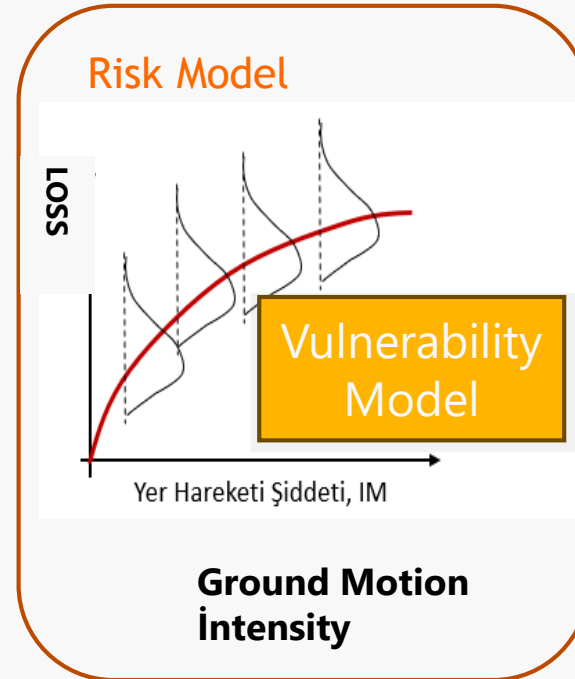 Risk Model
LOSS
Vulnerability
Model
Yer Hareketi Şiddeti, IM
Ground Motion
İntensity